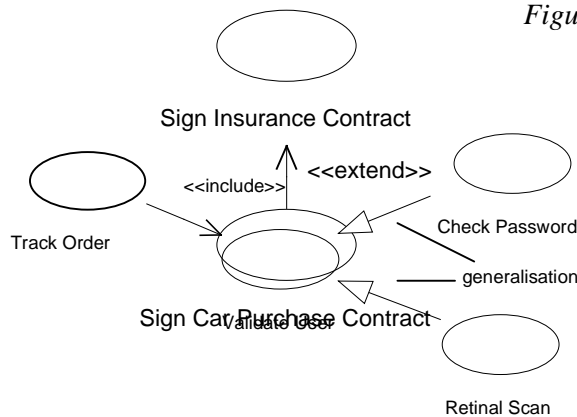 Figu
Sign Insurance Contract
<<extend>>
<<include>>
Track Order
Check Password
generalisation
Sign Car Purchase Contract
Validate User
Retinal Scan